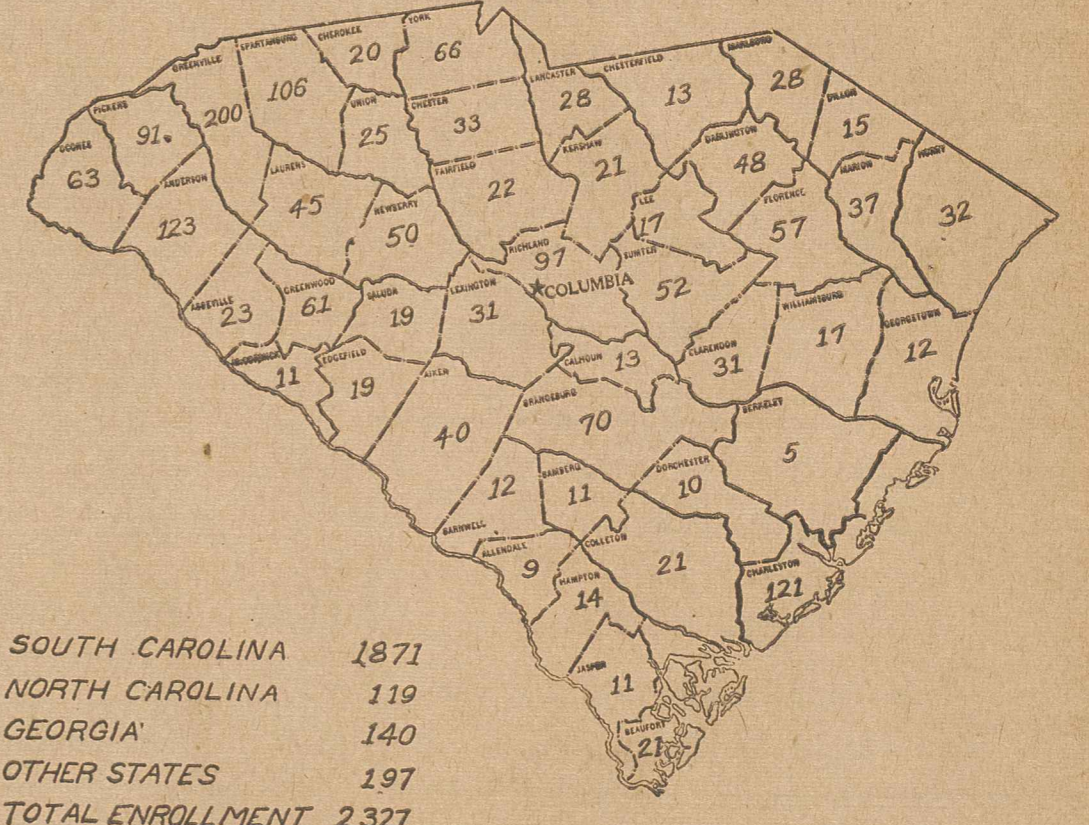 YORK
66
CHEROKEE
20
SPARTANBURG
106
GREENVILLE
200
PICKENS
91
OCONEE
63
ANDERSON
123
UNION
25
CHESTER
33
LANCASTER
28
CHESTERFIELD
13
MARLBORO
28
DILLON
15
DARLINGTON
48
KERSHAW
21
FAIRFIELD
22
LAURENS
45
NEWBERRY
50
LEE
17
FLORENCE
57
MARION
37
HORRY
32
RICHLAND
97
COLUMBIA
SUMTER
52
ABBEVILLE
23
GREENWOOD
61
SALUDA
19
LEXINGTON
31
McCORMICK
11
EDGEFIELD
19
AIKEN
40
CALHOUN
13
CLARENDON
31
WILLIAMSBURG
17
GEORGETOWN
12
ORANGEBURG
70
BERKELEY
5
BARNWELL
12
BAMBERG
11
DORCHESTER
10
ALLENDALE
9
COLLETON
21
CHARLESTON
121
HAMPTON
14
JASPER
11
BEAUFORT
21
SOUTH CAROLINA 1871
NORTH CAROLINA 119
GEORGIA 140
OTHER STATES 197
TOTAL ENROLLMENT 2327